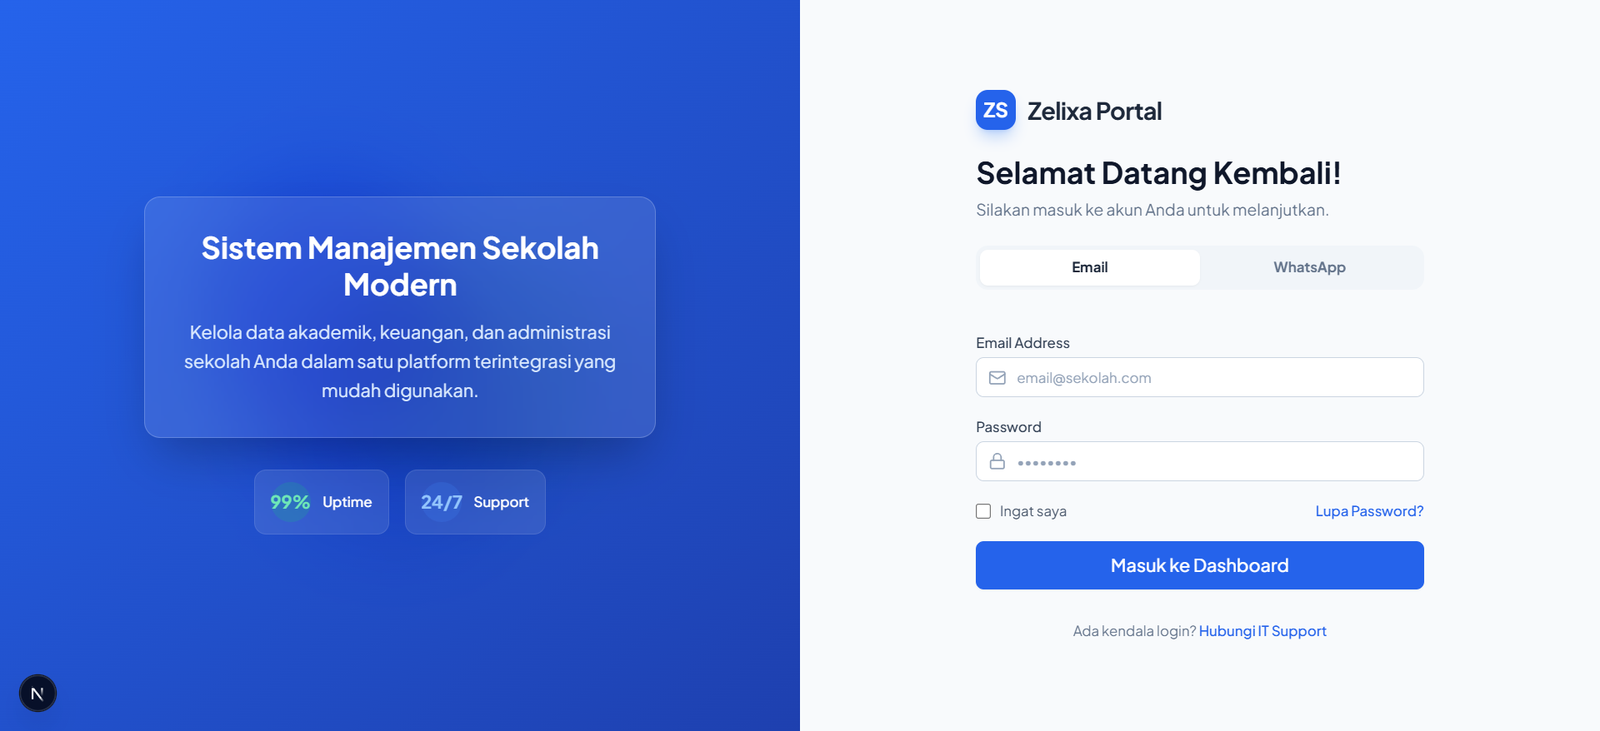 Sistem Manajemen Sekolah
Modern
Kelola data akademik, keuangan, dan administrasi
sekolah Anda dalam satu platform terintegrasi yang
mudah digunakan.
99% Uptime
24/7 Support
N
ZS Zelixa Portal
Selamat Datang Kembali!
Silakan masuk ke akun Anda untuk melanjutkan.
Email WhatsApp
Email Address
email@sekolah.com
Password
••••••••
Ingat saya Lupa Password?
Masuk ke Dashboard
Ada kendala login? Hubungi IT Support